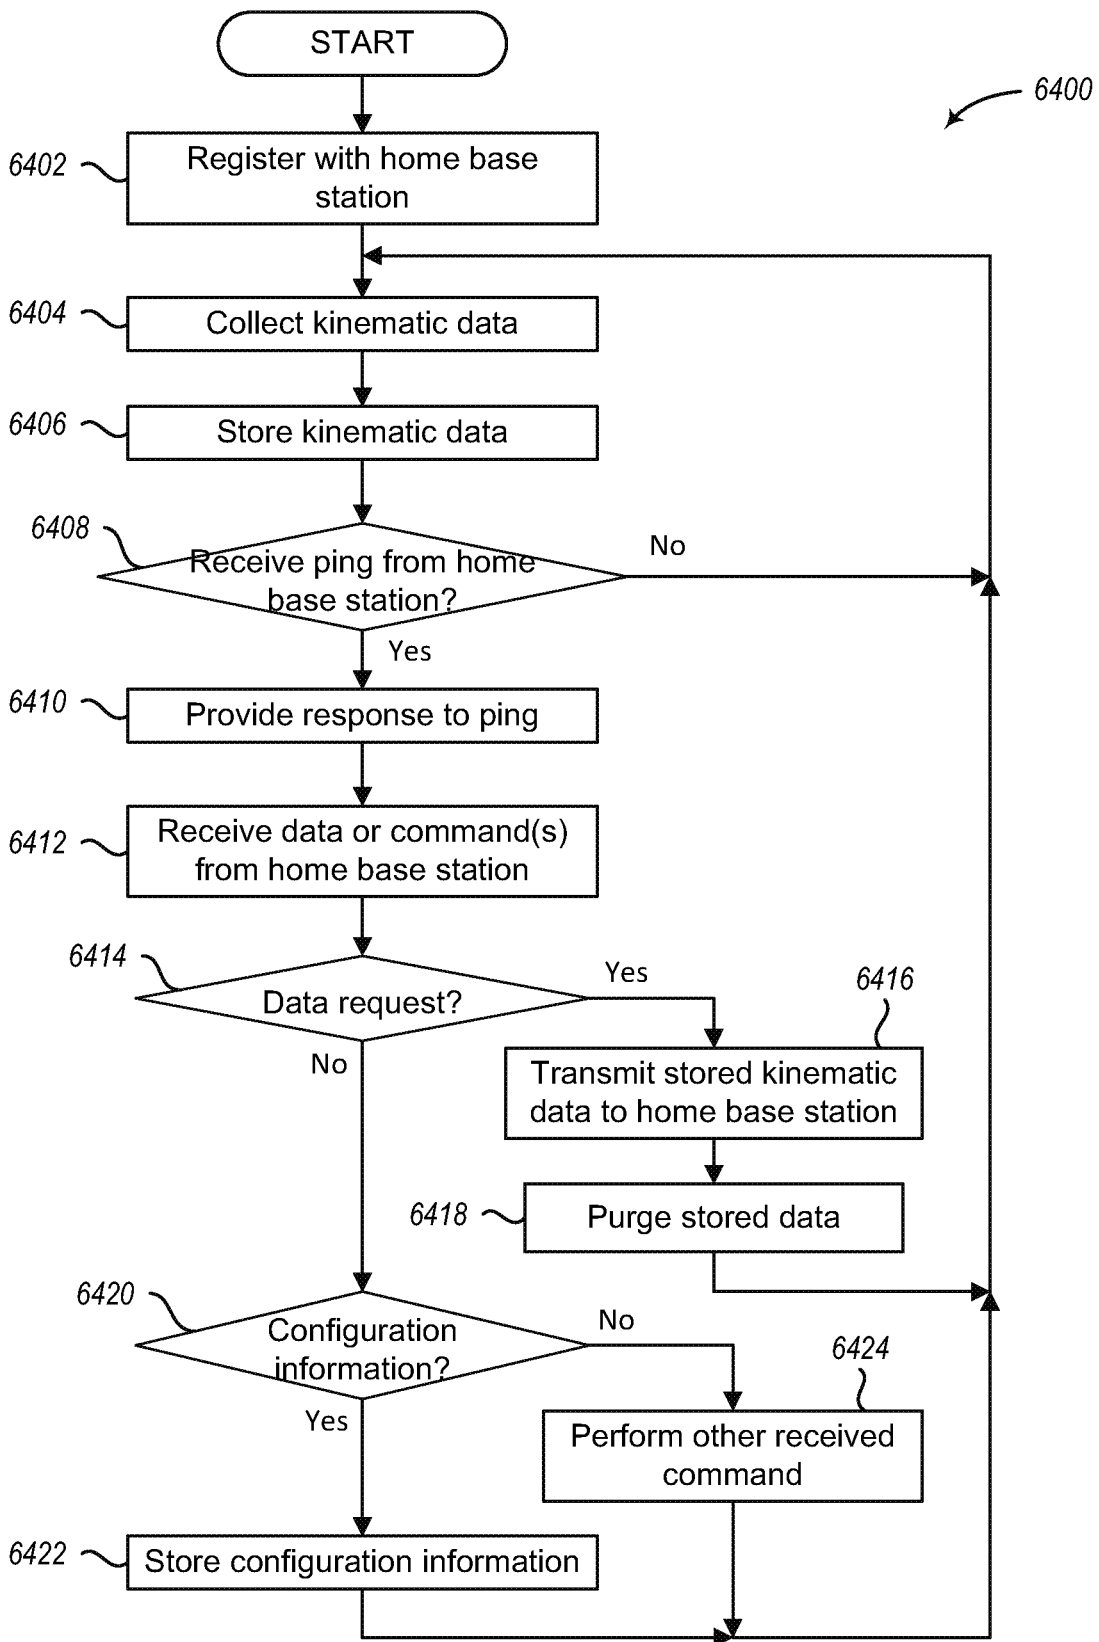 START
6400
6402
Register with home base
station
6404
Collect kinematic data
6406
Store kinematic data
6408
Receive ping from home
base station?
No
Yes
6410
Provide response to ping
6412
Receive data or command(s)
from home base station
6414
Data request?
Yes
No
6416
Transmit stored kinematic
data to home base station
6418
Purge stored data
6420
Configuration
information?
No
Yes
6424
Perform other received
command
6422
Store configuration information